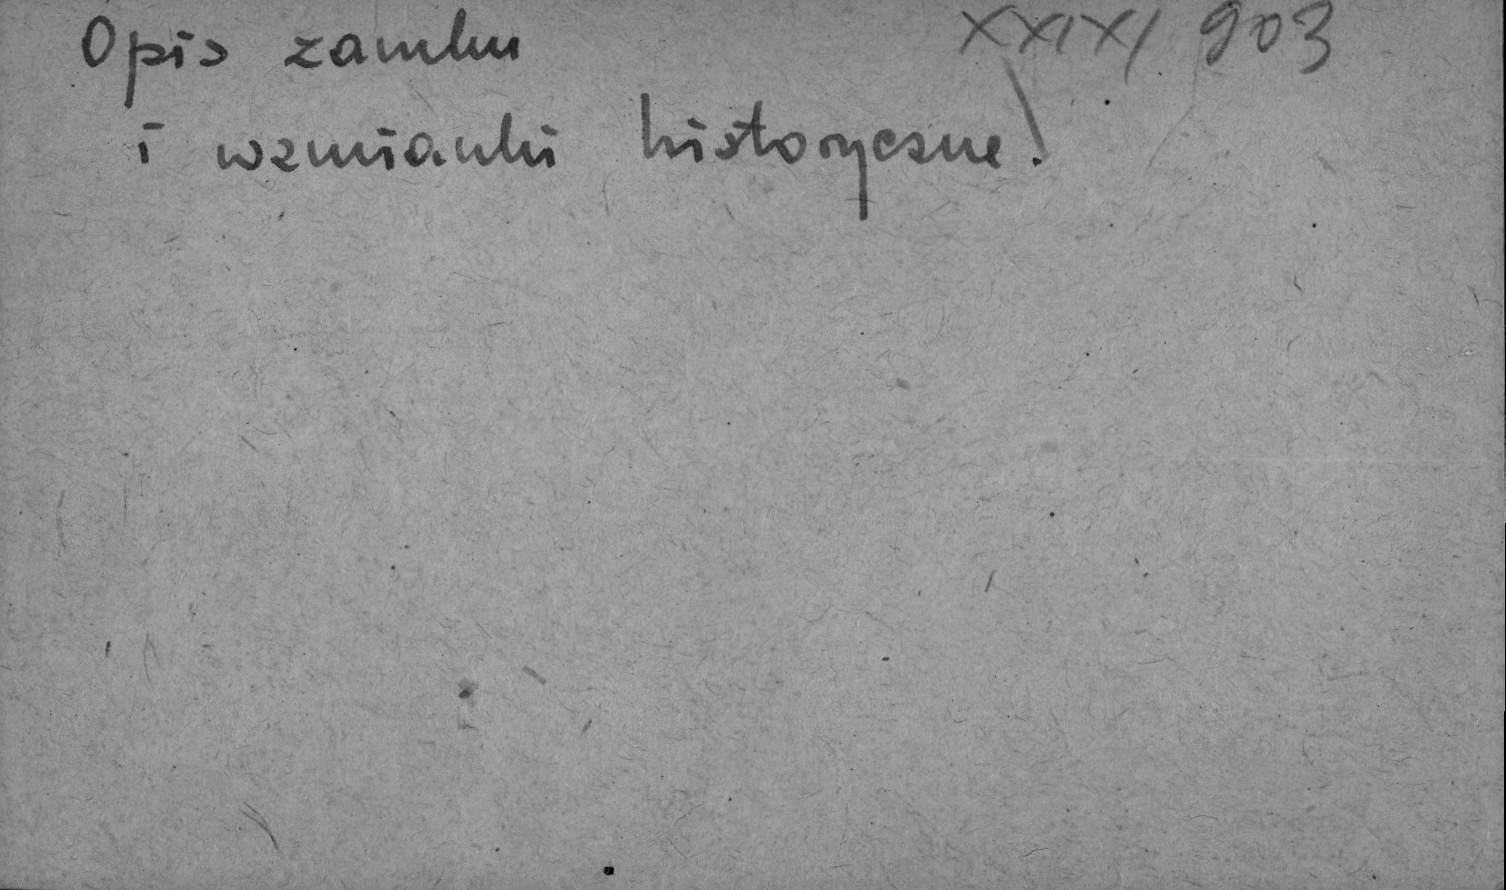 Opis zamku XXIX/903
i wzmianki historyczne.